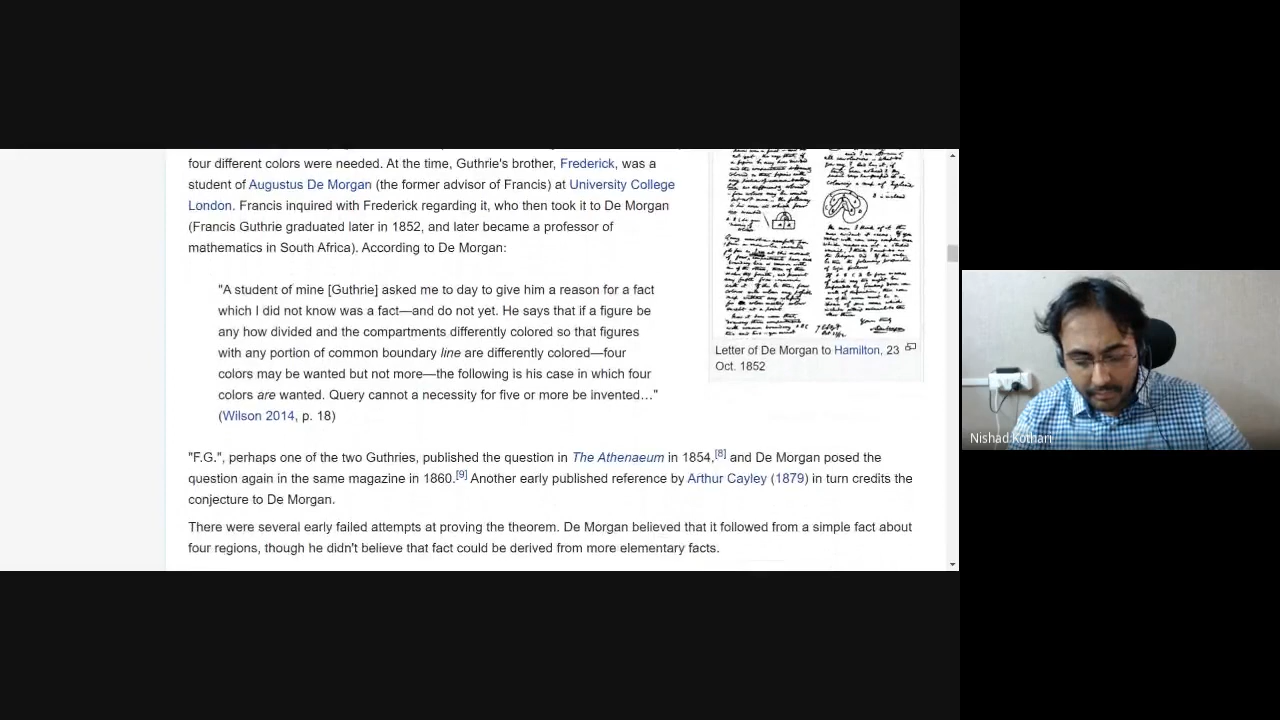 four different colors were needed. At the time, Guthrie's brother, Frederick, was a
student of Augustus De Morgan (the former advisor of Francis) at University College
London. Francis inquired with Frederick regarding it, who then took it to De Morgan
(Francis Guthrie graduated later in 1852, and later became a professor of
mathematics in South Africa). According to De Morgan:
"A student of mine [Guthrie] asked me to day to give him a reason for a fact
which I did not know was a fact—and do not yet. He says that if a figure be
any how divided and the compartments differently colored so that figures
with any portion of common boundary line are differently colored—four
colors may be wanted but not more—the following is his case in which four
colors are wanted. Query cannot a necessity for five or more be invented…"
(Wilson 2014, p. 18)
Letter of De Morgan to Hamilton, 23
Oct. 1852
"F.G.", perhaps one of the two Guthries, published the question in The Athenaeum in 1854,[8] and De Morgan posed the
question again in the same magazine in 1860.[9] Another early published reference by Arthur Cayley (1879) in turn credits the
conjecture to De Morgan.
There were several early failed attempts at proving the theorem. De Morgan believed that it followed from a simple fact about
four regions, though he didn't believe that fact could be derived from more elementary facts.
Nishad Kothari